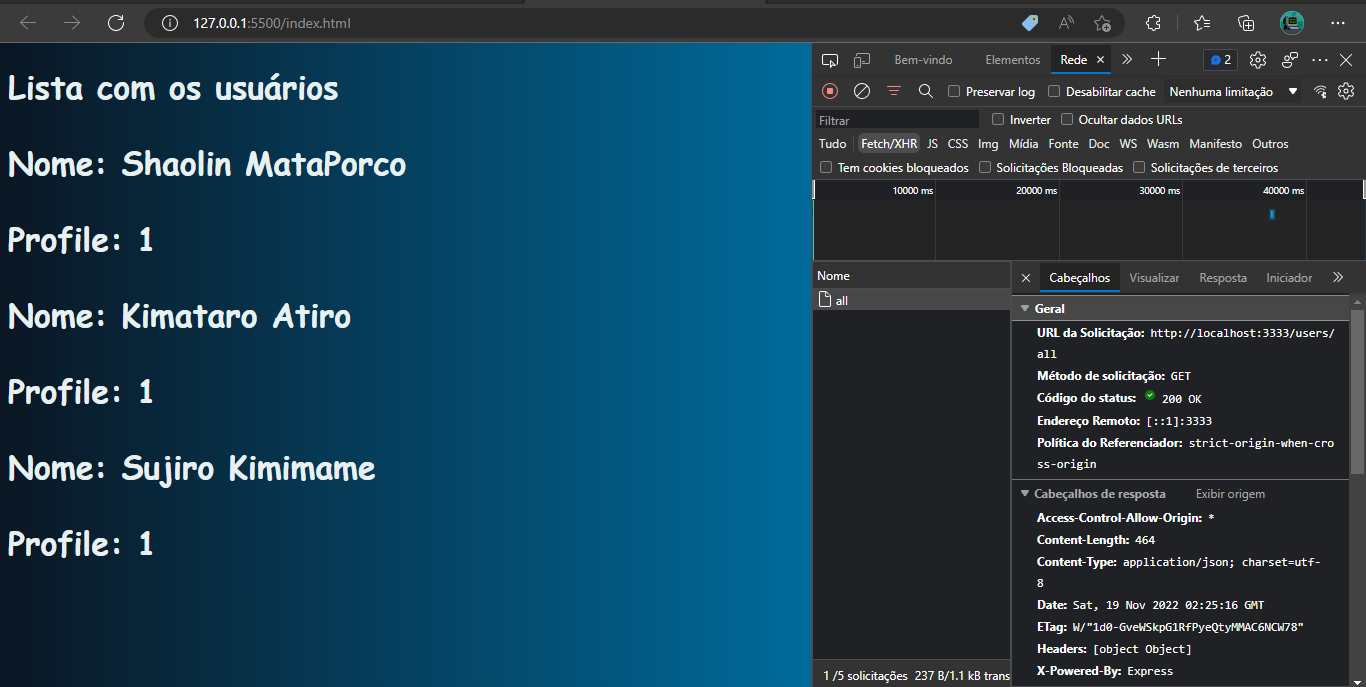 127.0.0.1:5500/index.html
Lista com os usuários
Nome: Shaolin MataPorco
Profile: 1
Nome: Kimataro Atiro
Profile: 1
Nome: Sujiro Kimimame
Profile: 1
Bem-vindo Elementos Rede 2
Preservar log Desabilitar cache Nenhuma limitação
Filtrar Inverter Ocultar dados URLs
Tudo Fetch/XHR JS CSS Img Mídia Fonte Doc WS Wasm Manifesto Outros
Tem cookies bloqueados Solicitações Bloqueadas Solicitações de terceiros
10000 ms 20000 ms 30000 ms 40000 ms
Nome
all
1 /5 solicitações 237 B/1.1 kB trans
Cabeçalhos Visualizar Resposta Iniciador
Geral
URL da Solicitação: http://localhost:3333/users/
all
Método de solicitação: GET
Código do status: 200 OK
Endereço Remoto: [::1]:3333
Política do Referenciador: strict-origin-when-cro
ss-origin
Cabeçalhos de resposta Exibir origem
Access-Control-Allow-Origin: *
Content-Length: 464
Content-Type: application/json; charset=utf-
8
Date: Sat, 19 Nov 2022 02:25:16 GMT
ETag: W/"1d0-GveWSkpG1RfPyeQtyMMAC6NCW78"
Headers: [object Object]
X-Powered-By: Express